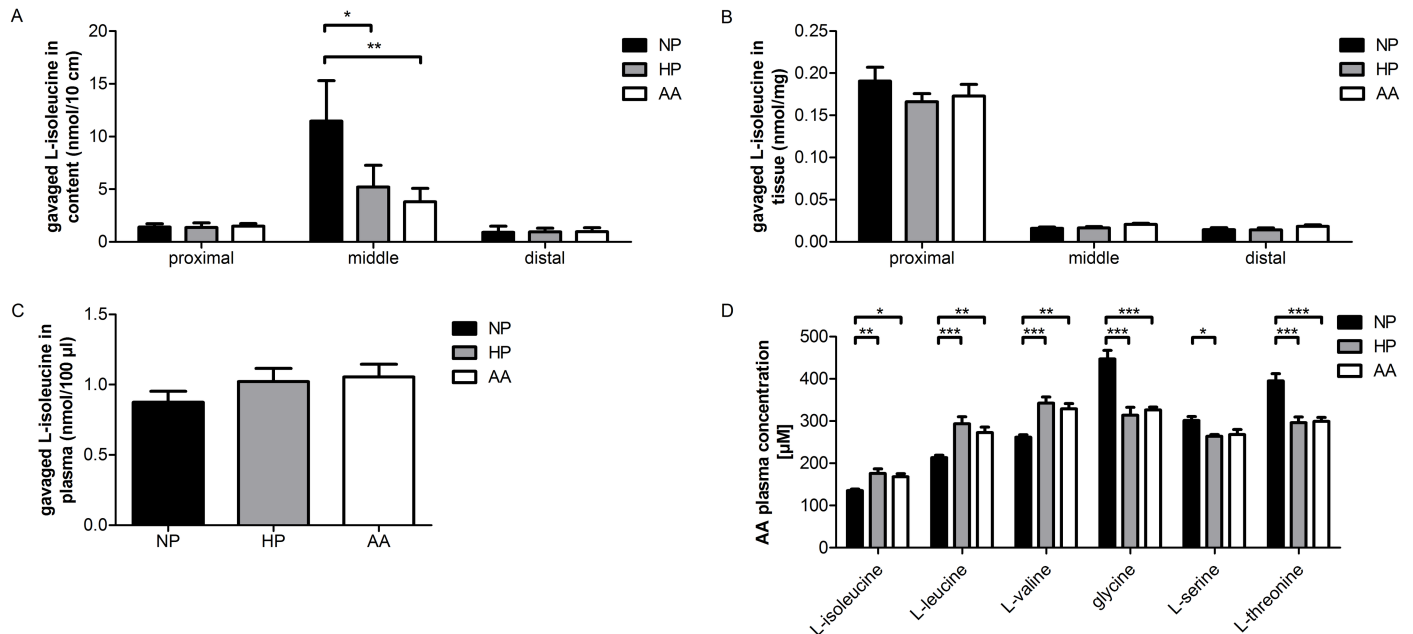 A
gavaged L-isoleucine in
content (nmol/10 cm)
20
15
10
5
0
*
**
proximal
middle
distal
NP
HP
AA
B
gavaged L-isoleucine in
tissue (nmol/mg)
0.25
0.20
0.15
0.10
0.05
0.00
proximal
middle
distal
NP
HP
AA
C
gavaged L-isoleucine in
plasma (nmol/100 µl)
1.5
1.0
0.5
0.0
NP
HP
AA
NP
HP
AA
D
AA plasma concentration
[µM]
500
400
300
200
100
0
* ** ** *** * ***
** *** *** *** ***
L-isoleucine
L-leucine
L-valine
glycine
L-serine
L-threonine
NP
HP
AA